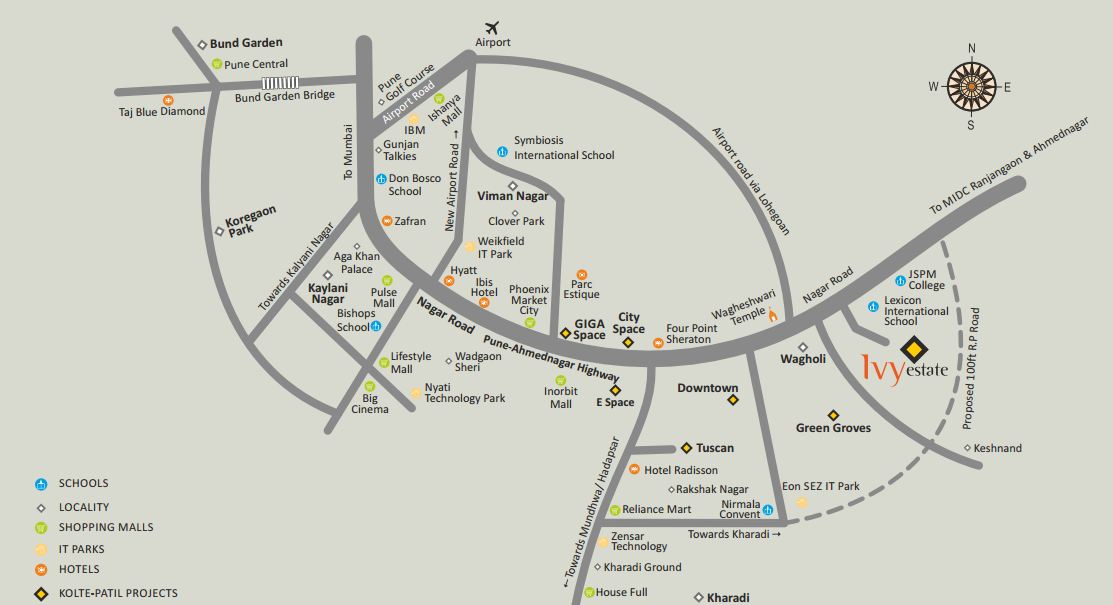 Bund Garden
Pune Central
Taj Blue Diamond
Bund Garden Bridge
Airport
Pune
Golf Course
Airport Road
Ishanya
Mall
IBM
Gunjan
Talkies
To Mumbai
Don Bosco
School
Zafran
New Airport Road →
Symbiosis
International School
Viman Nagar
Clover Park
Weikfield
IT Park
Airport road via Lohegoan
N
W
E
S
To MIDC Ranjangaon & Ahmednagar
Koregaon
Park
Towards Kalyani Nagar
Aga Khan
Palace
Kaylani
Nagar
Pulse
Mall
Bishops
School
Hyatt
Ibis
Hotel
Phoenix
Market
City
Parc
Estique
Nagar Road
Pune-Ahmednagar Highway
GIGA
Space
City
Space
Four Point
Sheraton
Wagheshwari
Temple
Nagar Road
JSPM
College
Lexicon
International
School
Ivy estate
Wagholi
Proposed 100ft R.P Road
Lifestyle
Mall
Wadgaon
Sheri
Big
Cinema
Nyati
Technology Park
Inorbit
Mall
E Space
Downtown
Green Groves
Keshnand
Tuscan
Hotel Radisson
Rakshak Nagar
Eon SEZ IT Park
Reliance Mart
Nirmala
Convent
Towards Kharadi →
Zensar
Technology
← Towards Mundhwa/ Hadapsar
Kharadi Ground
House Full
Kharadi
SCHOOLS
LOCALITY
SHOPPING MALLS
IT PARKS
HOTELS
KOLTE-PATIL PROJECTS